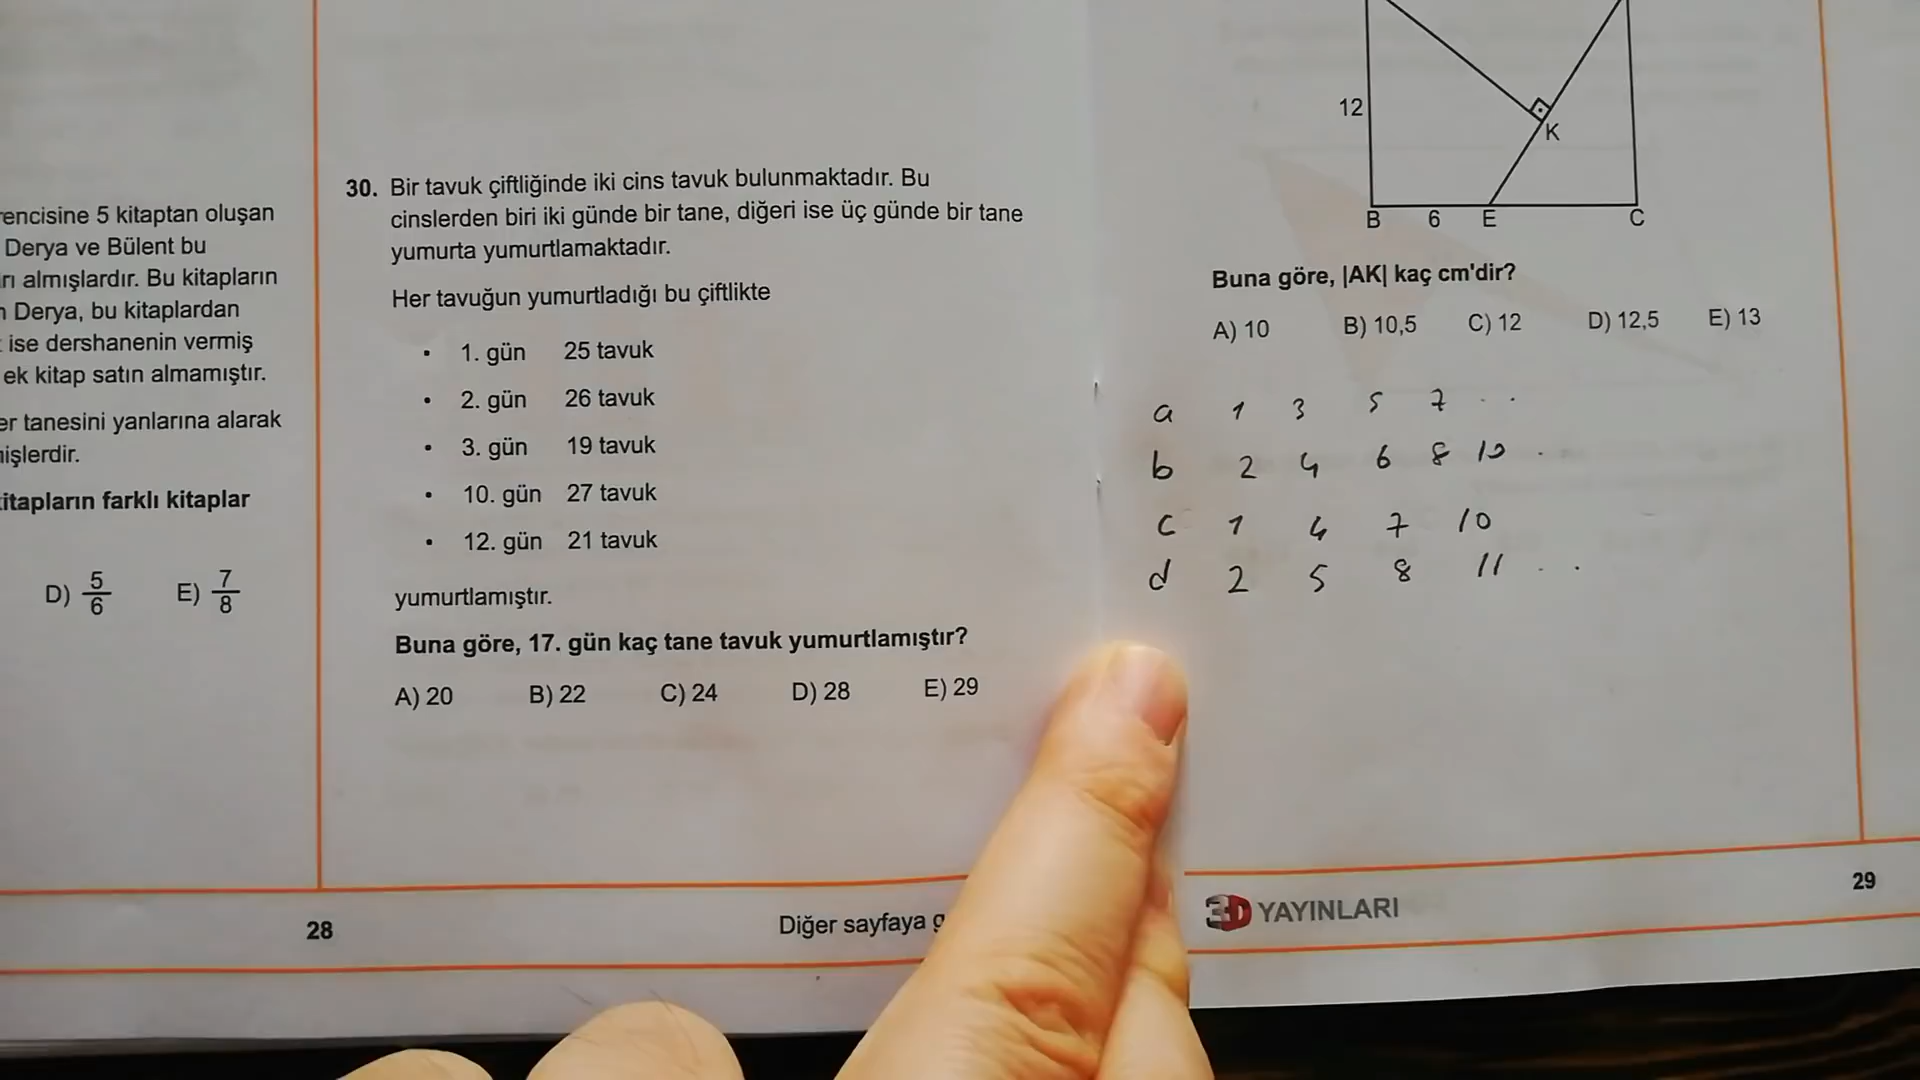 rencisine 5 kitaptan oluşan
Derya ve Bülent bu
rı almışlardır. Bu kitapların
Derya, bu kitaplardan
ise dershanenin vermiş
ek kitap satın almamıştır.
er tanesini yanlarına alarak
işlerdir.
itapların farklı kitaplar
D) 5/6 E) 7/8
28
30. Bir tavuk çiftliğinde iki cins tavuk bulunmaktadır. Bu
cinslerden biri iki günde bir tane, diğeri ise üç günde bir tane
yumurta yumurtlamaktadır.
Her tavuğun yumurtladığı bu çiftlikte
• 1. gün 25 tavuk
• 2. gün 26 tavuk
• 3. gün 19 tavuk
• 10. gün 27 tavuk
• 12. gün 21 tavuk
yumurtlamıştır.
Buna göre, 17. gün kaç tane tavuk yumurtlamıştır?
A) 20 B) 22 C) 24 D) 28 E) 29
Diğer sayfaya g
12
K
B 6 E C
Buna göre, |AK| kaç cm'dir?
A) 10 B) 10,5 C) 12 D) 12,5 E) 13
a 1 3 5 7 . .
b 2 4 6 8 10 .
c 1 4 7 10
d 2 5 8 11 . .
3D YAYINLARI
29